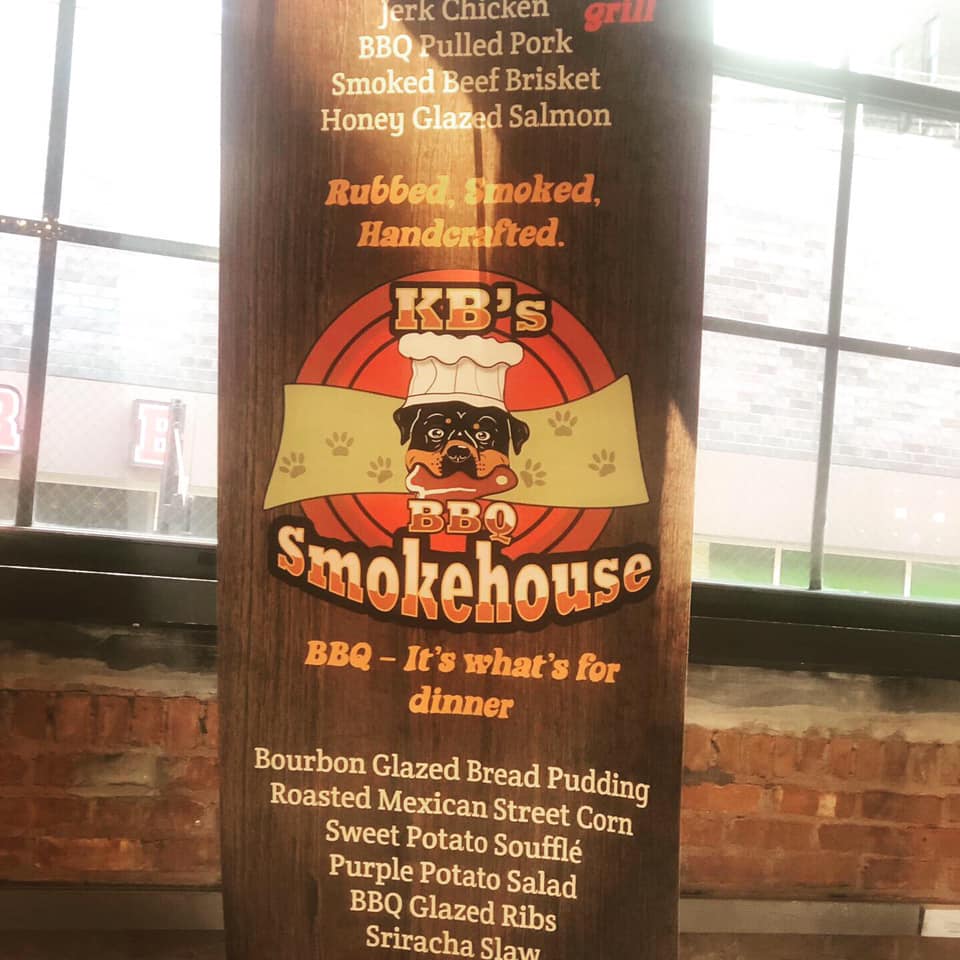 Jerk Chicken
grill
BBQ Pulled Pork
Smoked Beef Brisket
Honey Glazed Salmon
Rubbed, Smoked,
Handcrafted.
KB's
BBQ
Smokehouse
BBQ – It's what's for
dinner
Bourbon Glazed Bread Pudding
Roasted Mexican Street Corn
Sweet Potato Soufflé
Purple Potato Salad
BBQ Glazed Ribs
Sriracha Slaw
R
B